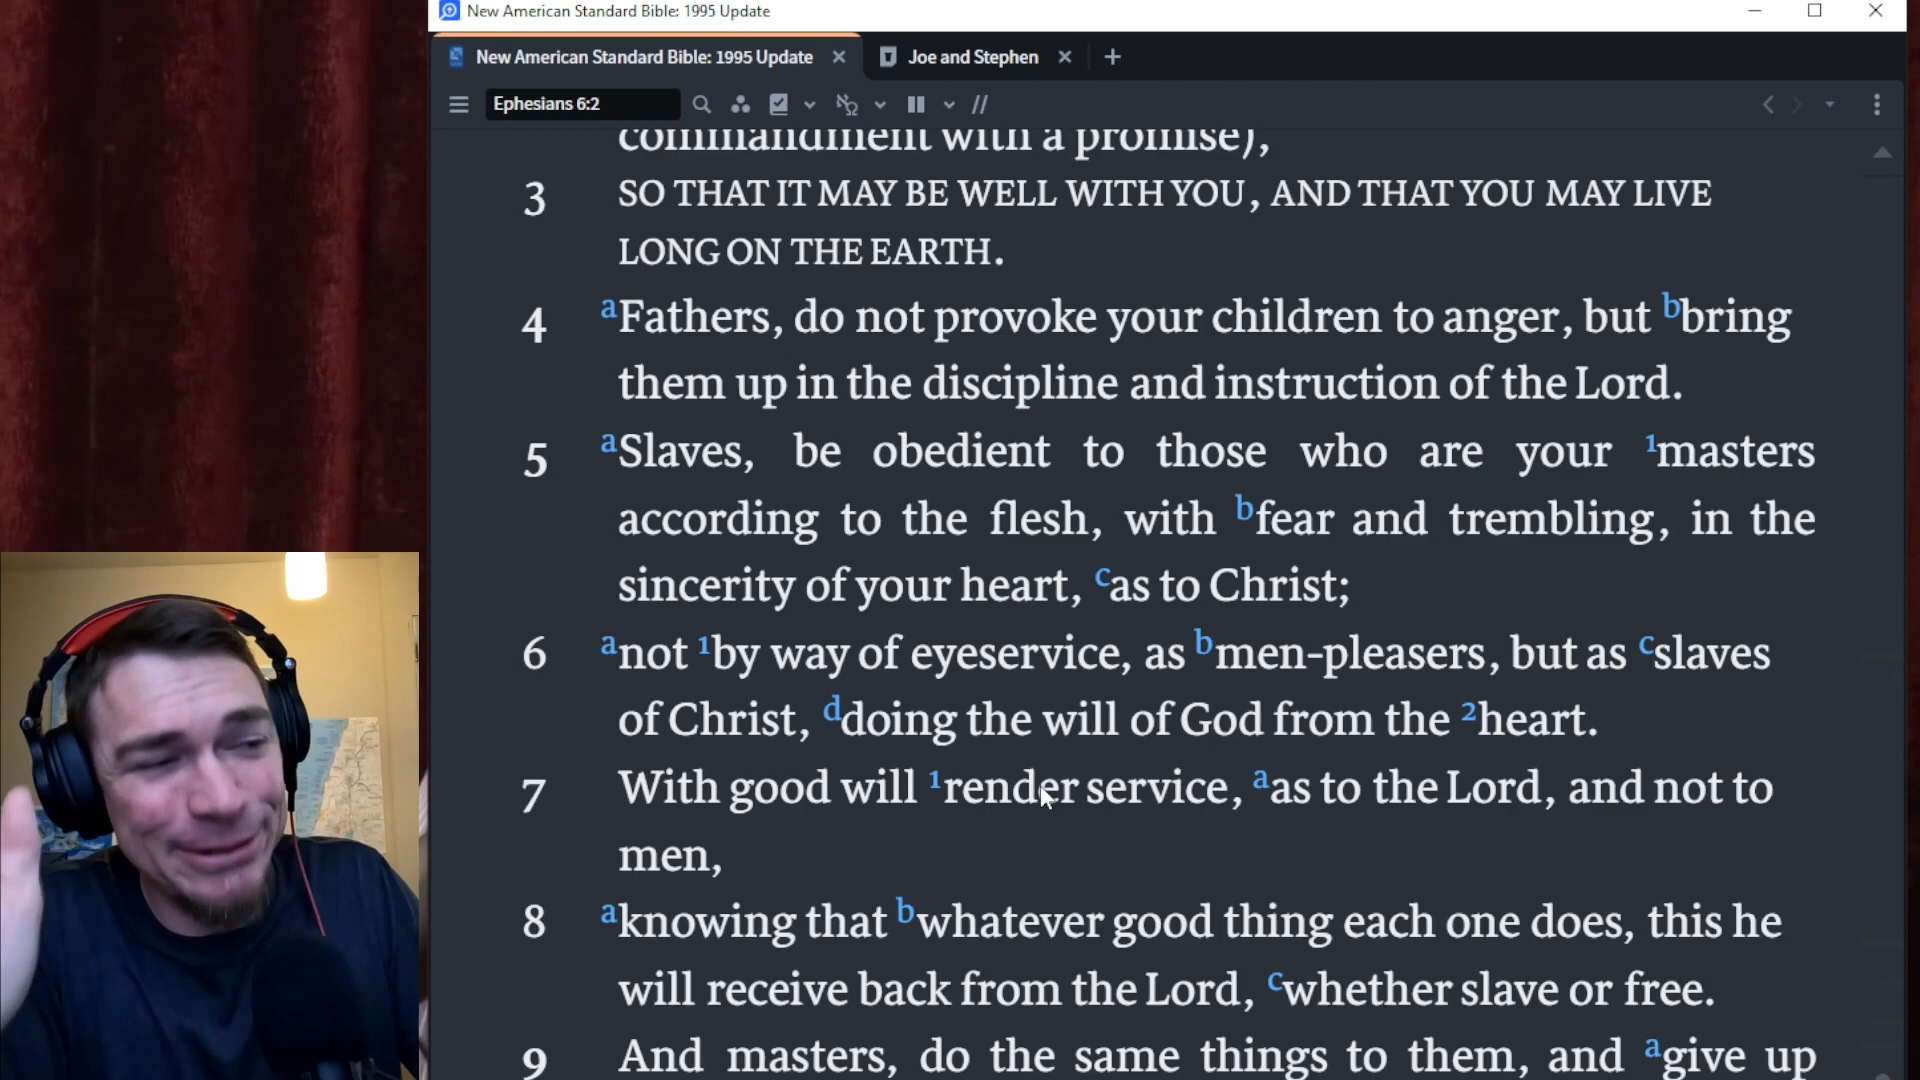 New American Standard Bible: 1995 Update
New American Standard Bible: 1995 Update Joe and Stephen
Ephesians 6:2
commandment with a promise),
3 SO THAT IT MAY BE WELL WITH YOU, AND THAT YOU MAY LIVE
LONG ON THE EARTH.
4 aFathers, do not provoke your children to anger, but bbring
them up in the discipline and instruction of the Lord.
5 aSlaves, be obedient to those who are your 1masters
according to the flesh, with bfear and trembling, in the
sincerity of your heart, cas to Christ;
6 anot 1by way of eyeservice, as bmen-pleasers, but as cslaves
of Christ, ddoing the will of God from the 2heart.
7 With good will 1render service, aas to the Lord, and not to
men,
8 aknowing that bwhatever good thing each one does, this he
will receive back from the Lord, cwhether slave or free.
9 And masters, do the same things to them, and agive up